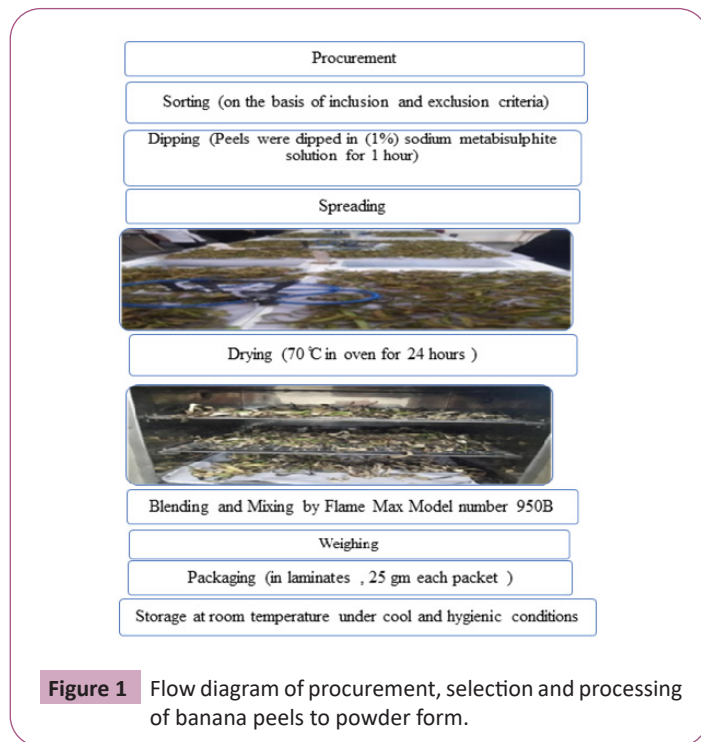 Procurement
Sorting (on the basis of inclusion and exclusion criteria)
Dipping (Peels were dipped in (1%) sodium metabisulphite
solution for 1 hour)
Spreading
Drying (70 ℃ in oven for 24 hours )
Blending and Mixing by Flame Max Model number 950B
Weighing
Packaging (in laminates , 25 gm each packet )
Storage at room temperature under cool and hygienic conditions
Figure 1 Flow diagram of procurement, selection and processing
of banana peels to powder form.